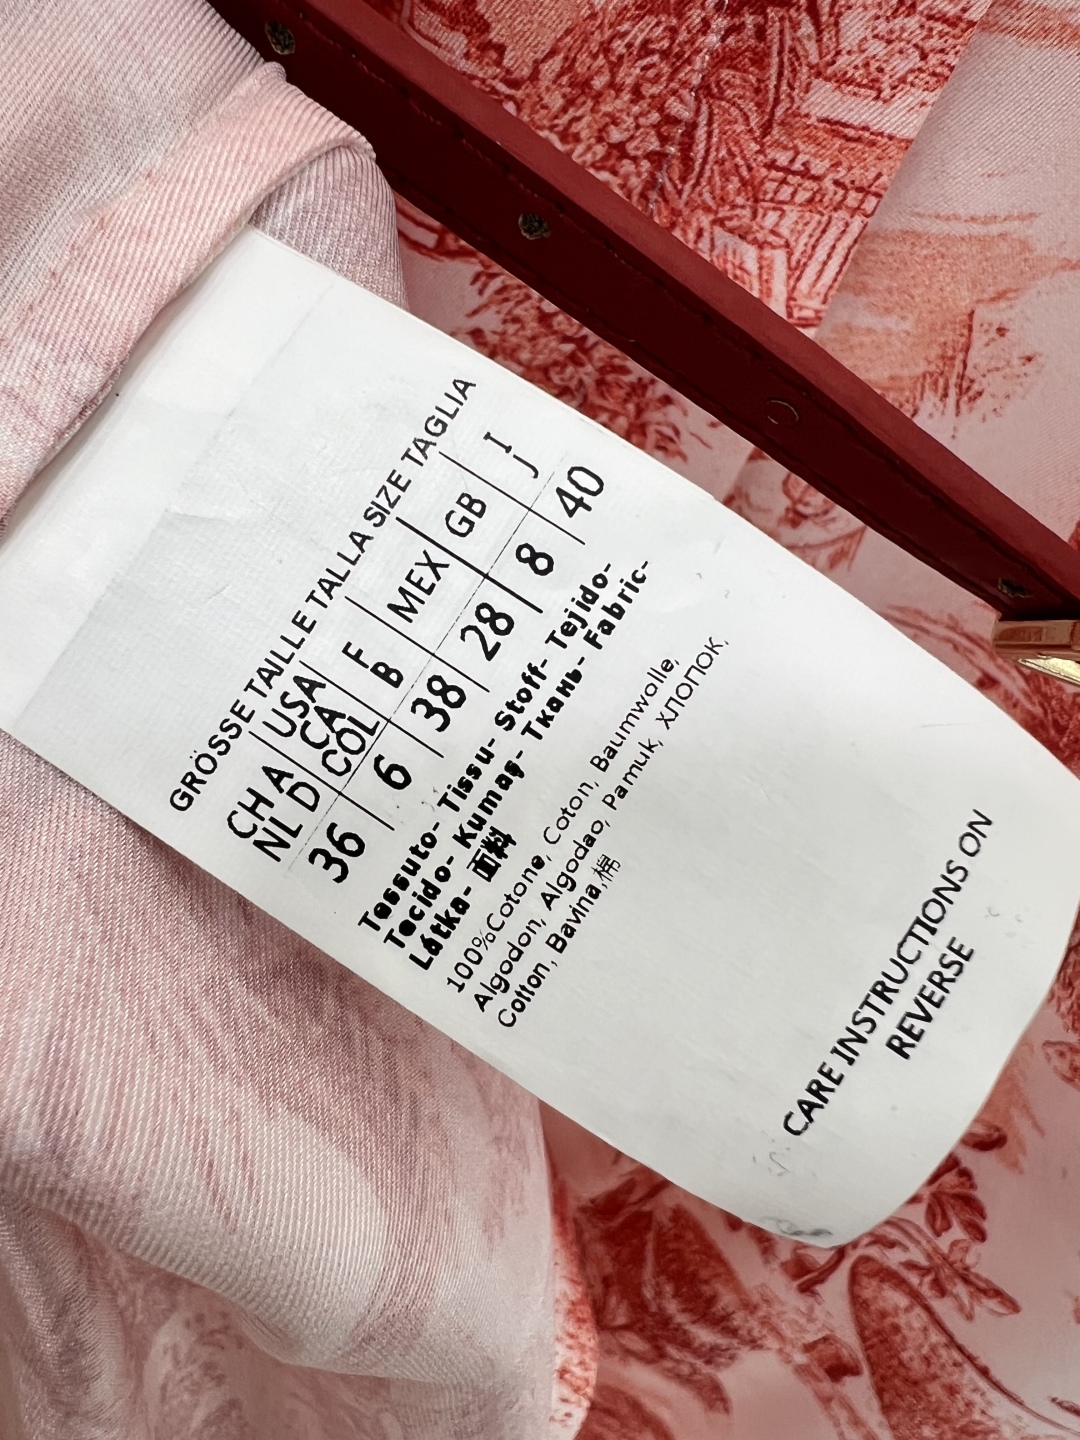 GRÖSSE TAILLE TALLA SIZE TAGLIA
CH A USA F MEX GB I
NL D CA B J
COL
36 6 38 28 8 40
Tessuto- Tissu- Stoff- Tejido-
Tecido- Kumaş- Ткань- Fabric-
Látka- 面料
100%Cotone, Coton, Baumwolle,
Algodon, Algodao, Pamuk, ХЛОПОК,
Cotton, Bavlna,棉
CARE INSTRUCTIONS ON
REVERSE